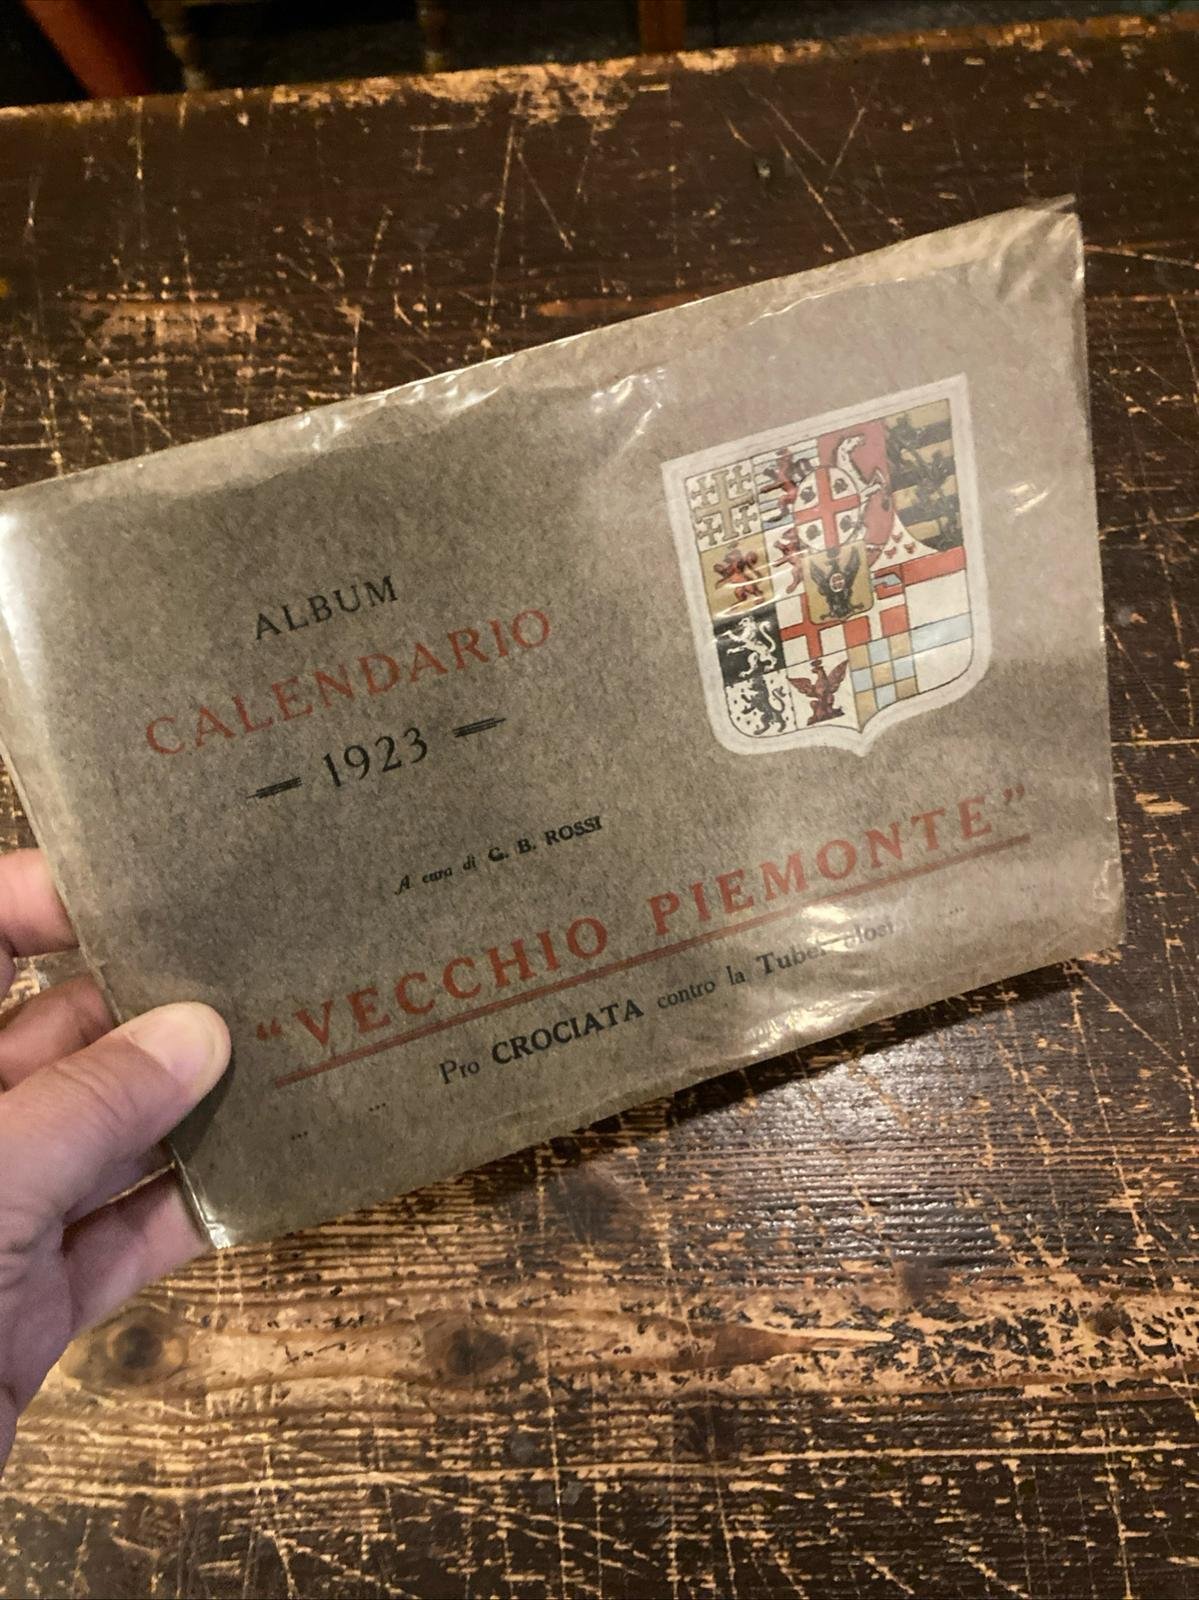 ALBUM
CALENDARIO
1923
A cura di G. B. ROSSI
“VECCHIO PIEMONTE”
Pro CROCIATA contro la